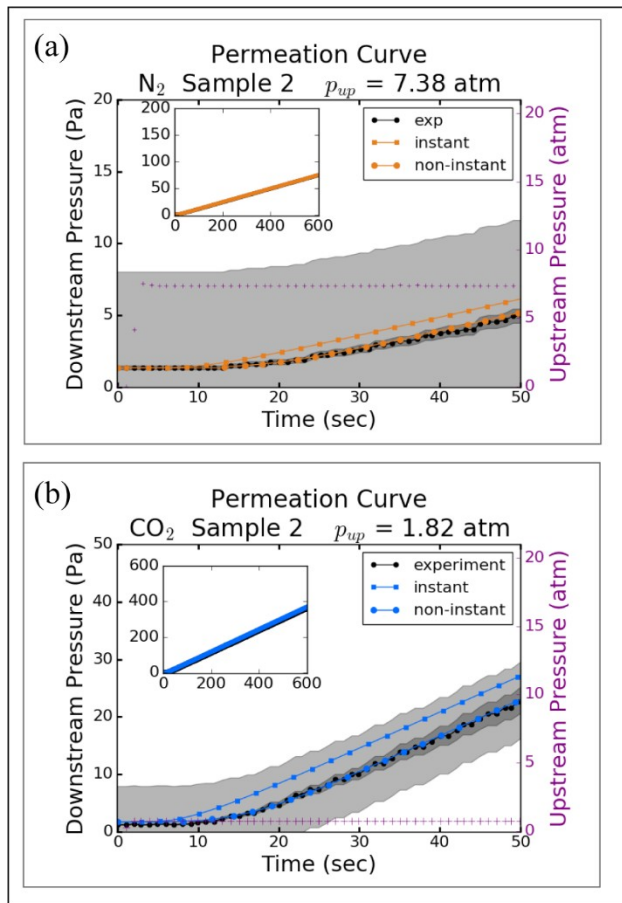 (a)
Permeation Curve
N₂ Sample 2 p_up = 7.38 atm
Downstream Pressure (Pa)
20
15
10
5
0
200
150
100
50
0
0 200 400 600
exp
instant
non-instant
20
15
10
5
0
Upstream Pressure (atm)
0 10 20 30 40 50
Time (sec)
(b)
Permeation Curve
CO₂ Sample 2 p_up = 1.82 atm
Downstream Pressure (Pa)
50
40
30
20
10
0
600
400
200
0
0 200 400 600
experiment
instant
non-instant
20
15
10
5
0
Upstream Pressure (atm)
0 10 20 30 40 50
Time (sec)